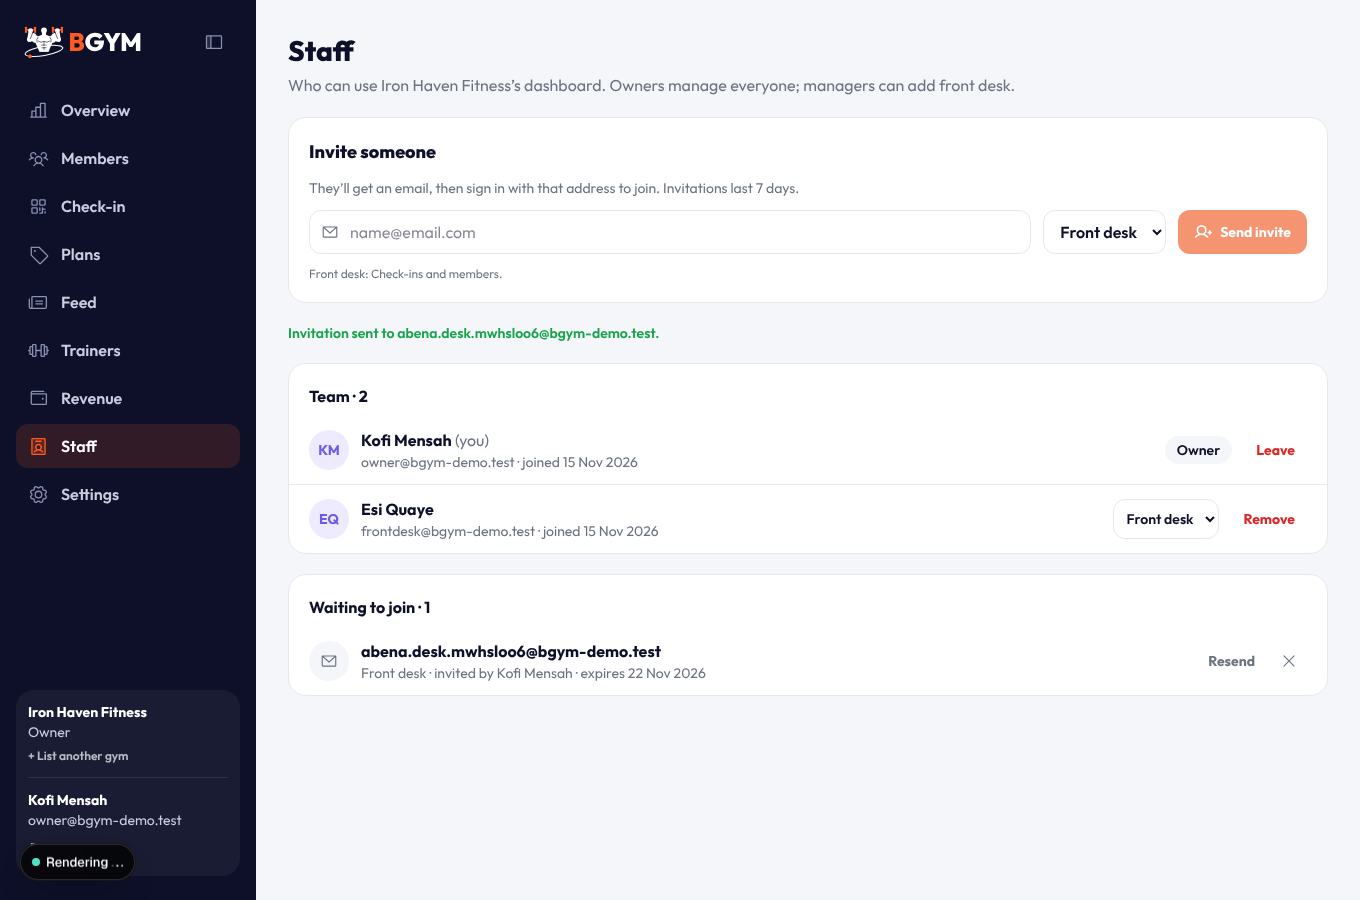 BGYM
Overview
Members
Check-in
Plans
Feed
Trainers
Revenue
Staff
Settings
Iron Haven Fitness
Owner
+ List another gym
Kofi Mensah
owner@bgym-demo.test
Rendering ...
Staff
Who can use Iron Haven Fitness’s dashboard. Owners manage everyone; managers can add front desk.
Invite someone
They’ll get an email, then sign in with that address to join. Invitations last 7 days.
name@email.com
Front desk
Send invite
Front desk: Check-ins and members.
Invitation sent to abena.desk.mwhsloo6@bgym-demo.test.
Team · 2
KM
Kofi Mensah (you)
owner@bgym-demo.test · joined 15 Nov 2026
Owner
Leave
EQ
Esi Quaye
frontdesk@bgym-demo.test · joined 15 Nov 2026
Front desk
Remove
Waiting to join · 1
abena.desk.mwhsloo6@bgym-demo.test
Front desk · invited by Kofi Mensah · expires 22 Nov 2026
Resend